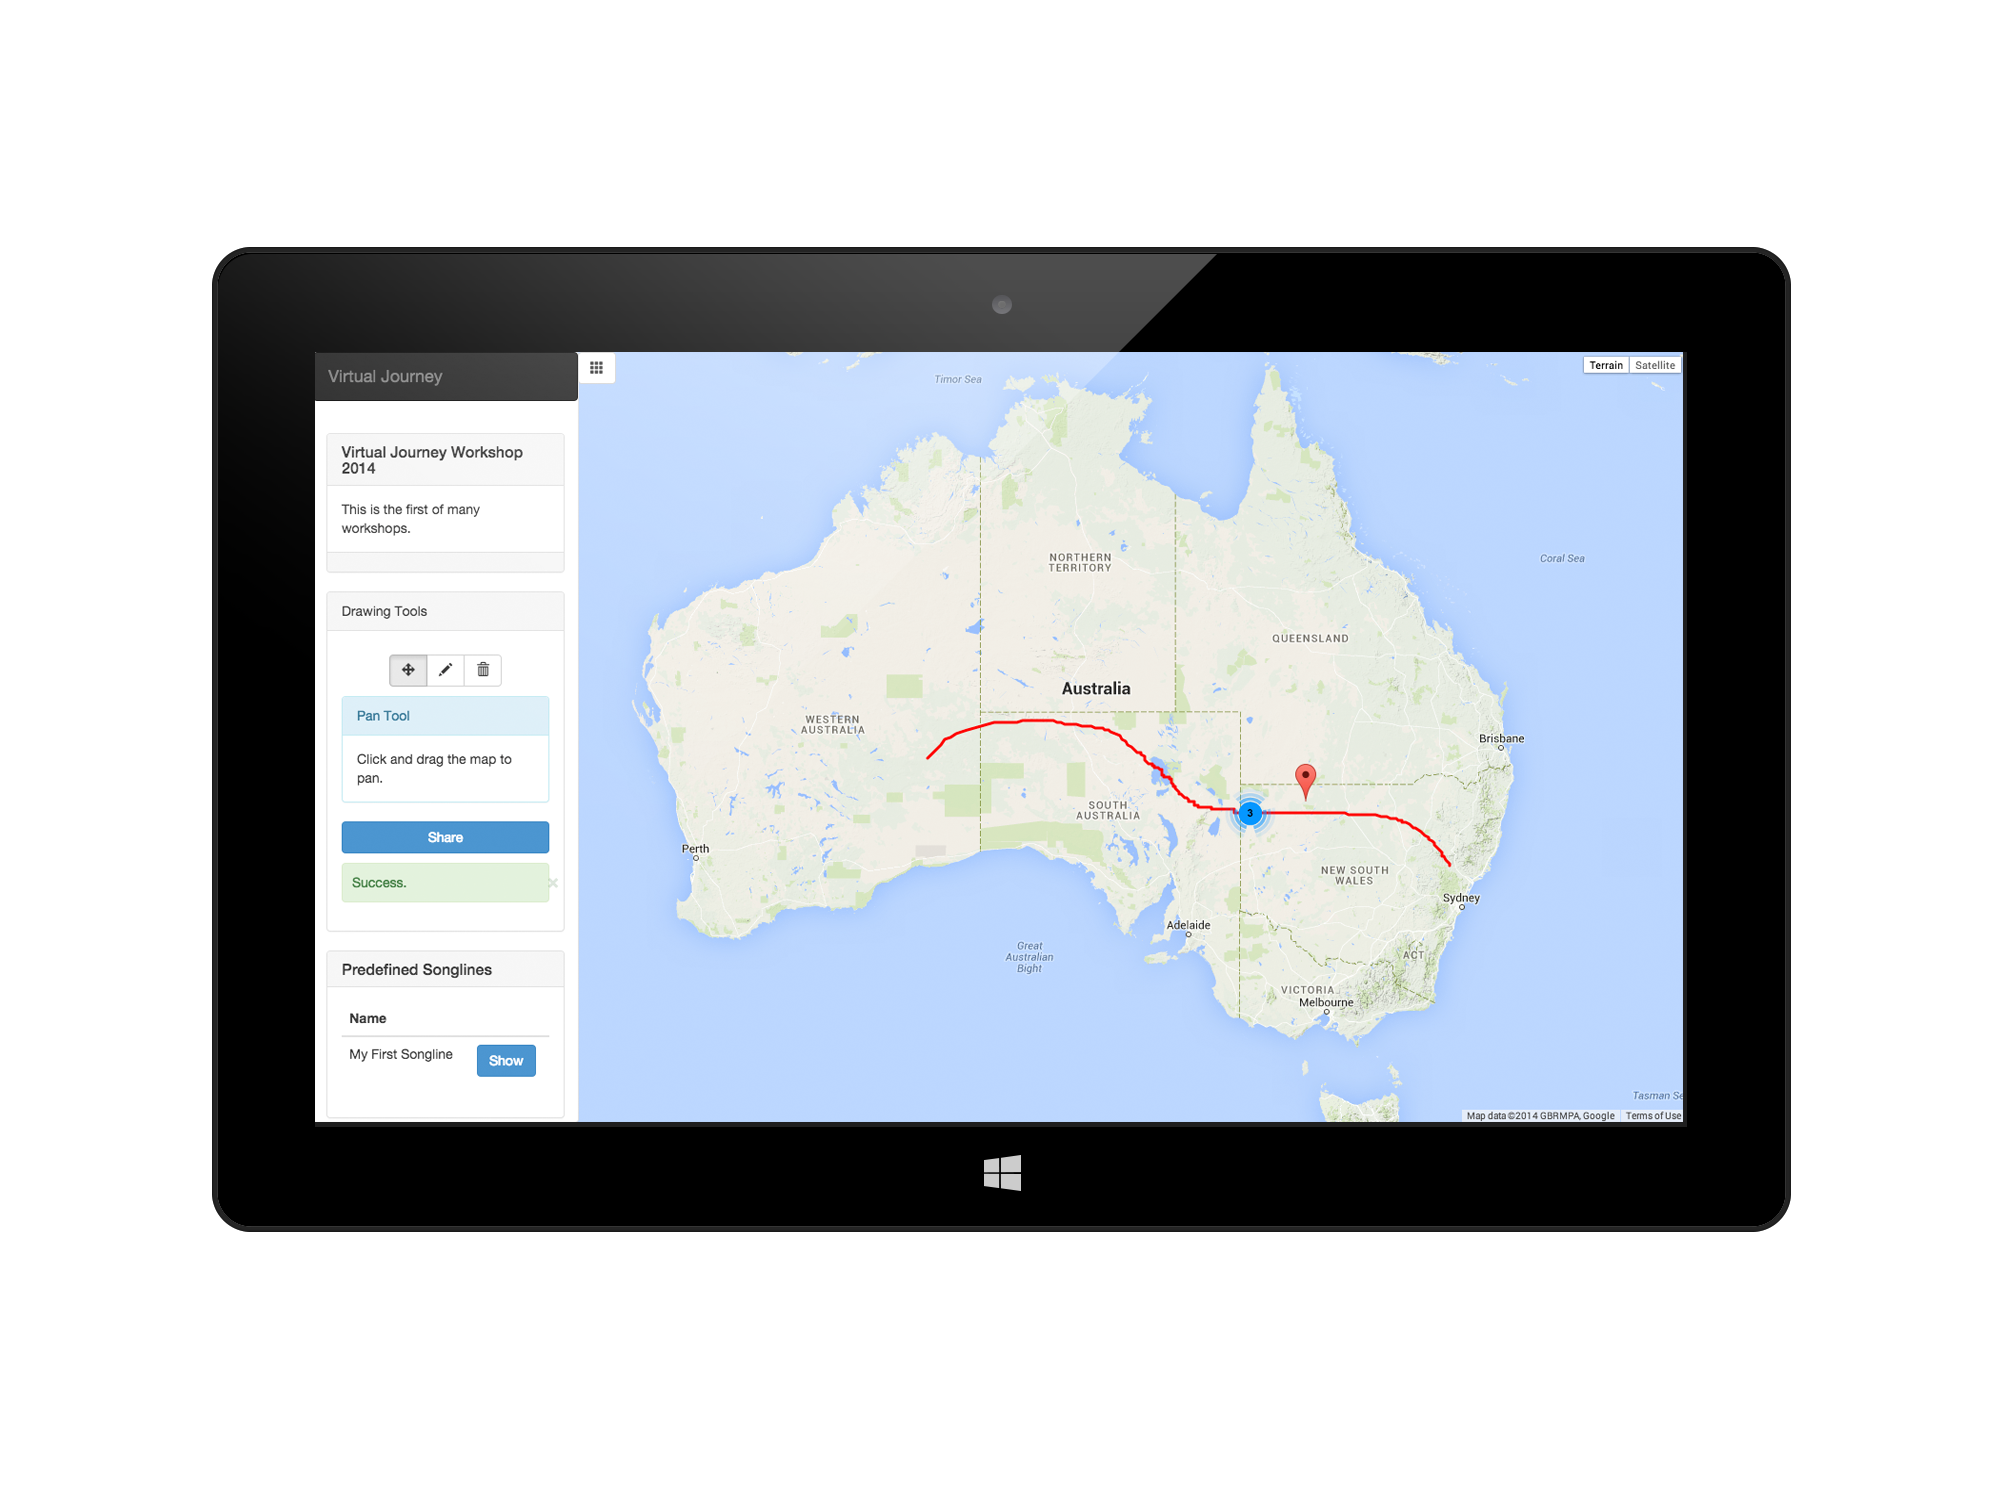 Virtual Journey
Virtual Journey Workshop
2014
This is the first of many
workshops.
Drawing Tools
Pan Tool
Click and drag the map to
pan.
Share
Success.
Predefined Songlines
Name
My First Songline
Show
Terrain
Satellite
Timor Sea
Coral Sea
NORTHERN
TERRITORY
QUEENSLAND
Australia
WESTERN
AUSTRALIA
Brisbane
SOUTH
AUSTRALIA
3
Perth
NEW SOUTH
WALES
Sydney
Adelaide
Great
Australian
Bight
ACT
VICTORIA
Melbourne
Tasman Se
Map data ©2014 GBRMPA, Google
Terms of Use